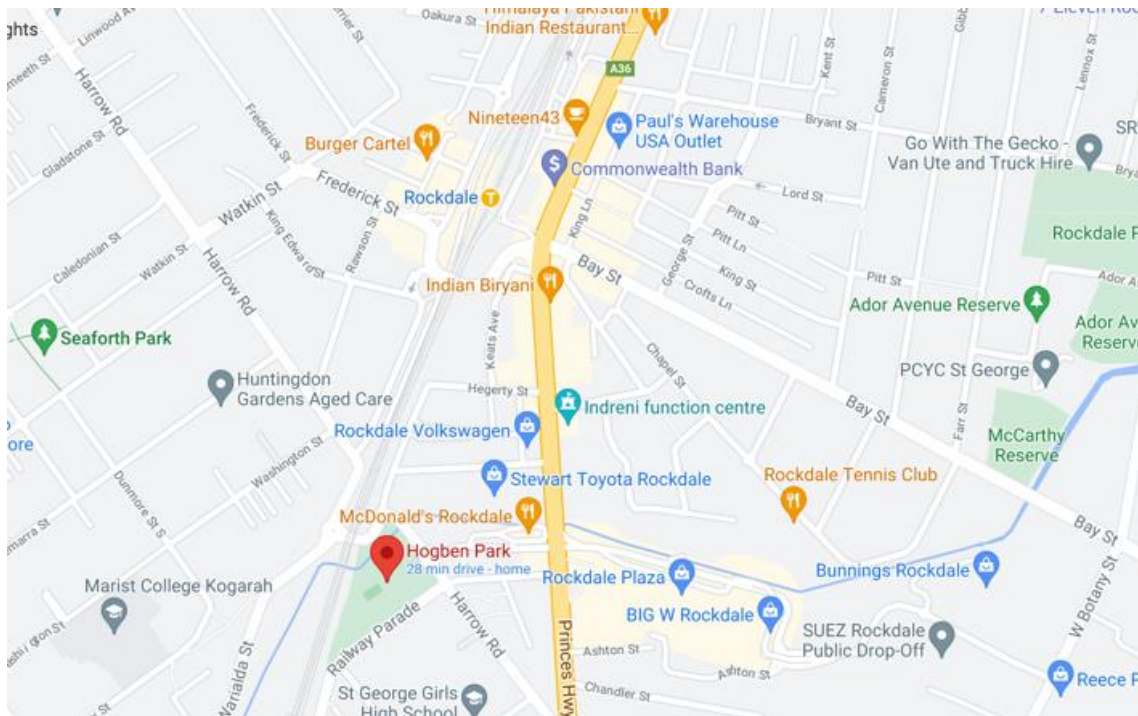 ghts
Linwood Av
Oakura St
Himalaya Pakistani
Indian Restaurant...
A36
Kent St
Cameron St
Lennox St
7 Eleven
Harrow Rd
Frederick St
Gladstone St
Burger Cartel
Nineteen43
Paul's Warehouse
USA Outlet
Bryant St
Go With The Gecko -
Van Ute and Truck Hire
SR
Commonwealth Bank
Watkin St
Frederick St
Rockdale
T
Lord St
King Ln
Pitt St
Pitt Ln
George St
King St
Crofts Ln
Rockdale P
Caledonian St
Watkin St
King Edward St
Rawson St
Harrow Rd
Bay St
Pitt St
Ador A
Indian Biryani
Ador Avenue Reserve
Ador Av
Reserve
Seaforth Park
Keats Ave
Chapel St
PCYC St George
Huntingdon
Gardens Aged Care
Hegerty St
Indreni function centre
Bay St
Farr St
McCarthy
Reserve
ore
Rockdale Volkswagen
Washington St
Dunmore St S
Stewart Toyota Rockdale
Rockdale Tennis Club
McDonald's Rockdale
Bay St
Hogben Park
28 min drive - home
Rockdale Plaza
Bunnings Rockdale
Marist College Kogarah
BIG W Rockdale
W Botany St
Railway Parade
Harrow Rd
Princes Hwy
SUEZ Rockdale
Public Drop-Off
Warialda St
Ashton St
Ashton St
Reece P
St George Girls
High School
Chandler St